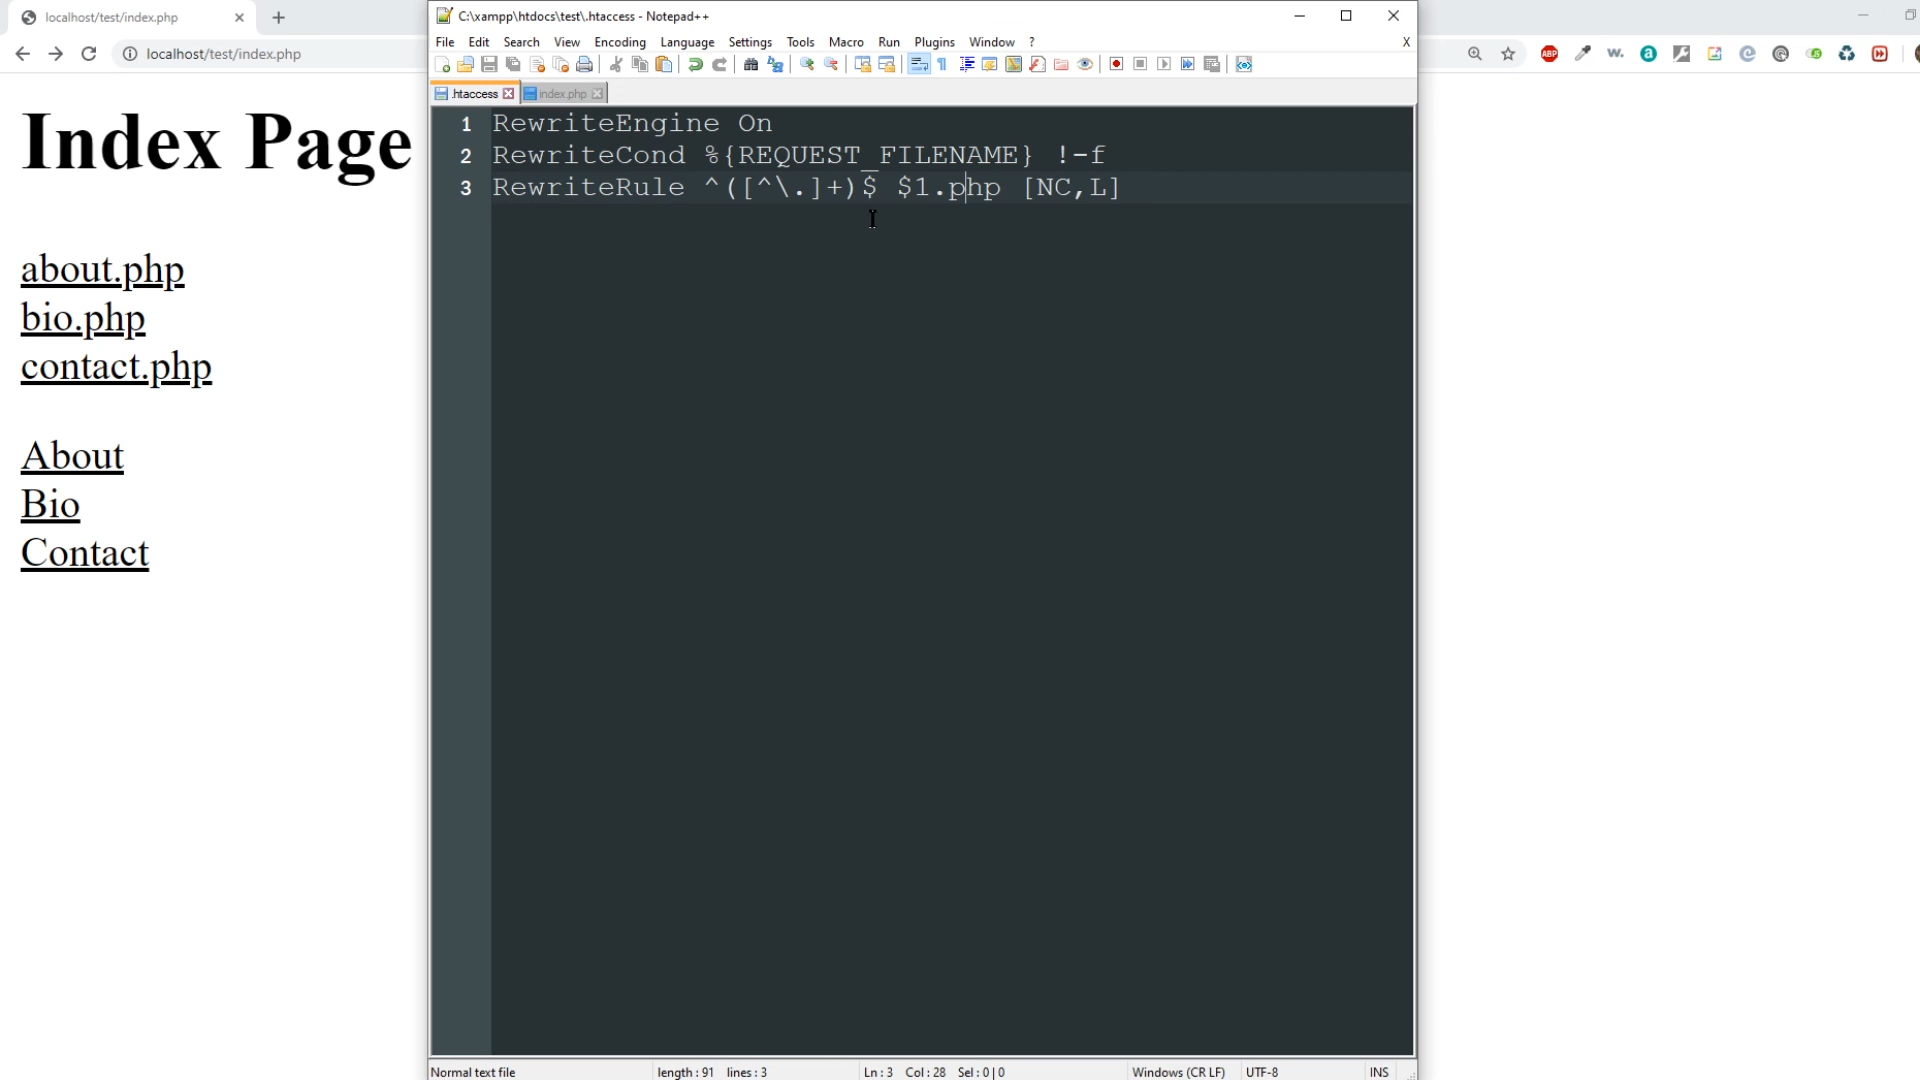 localhost/test/index.php
localhost/test/index.php
Index Page
about.php
bio.php
contact.php
About
Bio
Contact
C:\xampp\htdocs\test\.htaccess - Notepad++
File Edit Search View Encoding Language Settings Tools Macro Run Plugins Window ? X
.htaccess index.php
1 RewriteEngine On
2 RewriteCond %{REQUEST_FILENAME} !-f
3 RewriteRule ^([^\.]+)$ $1.php [NC,L]
Normal text file length : 91 lines : 3 Ln : 3 Col : 28 Sel : 0 | 0 Windows (CR LF) UTF-8 INS
ABP w. a